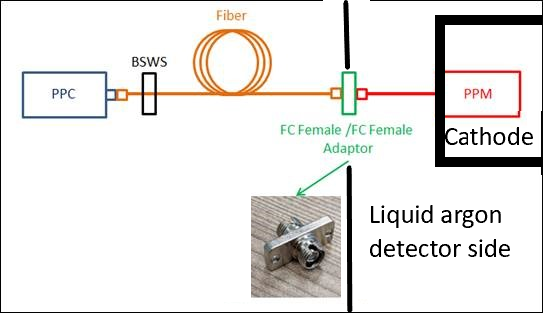 Fiber
BSWS
PPC
PPM
FC Female /FC Female
Adaptor
Cathode
Liquid argon
detector side